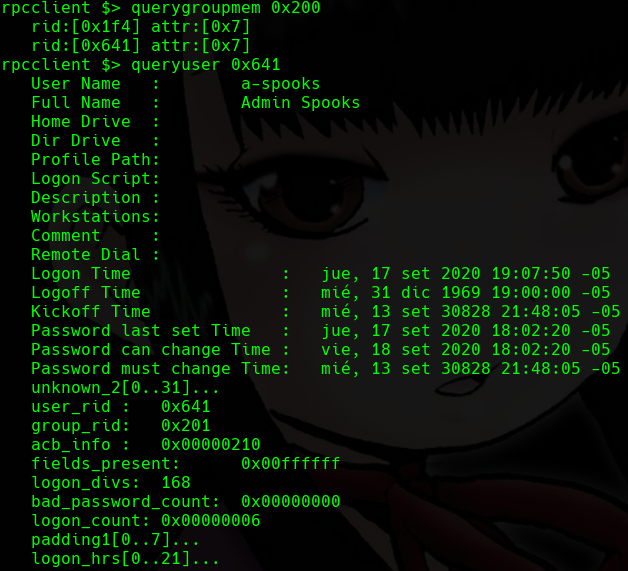 rpcclient $> querygroupmem 0x200
rid:[0x1f4] attr:[0x7]
rid:[0x641] attr:[0x7]
rpcclient $> queryuser 0x641
User Name   :        a-spooks
Full Name   :        Admin Spooks
Home Drive  :
Dir Drive   :
Profile Path:
Logon Script:
Description :
Workstations:
Comment     :
Remote Dial :
Logon Time               :   jue, 17 set 2020 19:07:50 -05
Logoff Time              :   mié, 31 dic 1969 19:00:00 -05
Kickoff Time             :   mié, 13 set 30828 21:48:05 -05
Password last set Time   :   jue, 17 set 2020 18:02:20 -05
Password can change Time :   vie, 18 set 2020 18:02:20 -05
Password must change Time:   mié, 13 set 30828 21:48:05 -05
unknown_2[0..31]...
user_rid :   0x641
group_rid:   0x201
acb_info :   0x00000210
fields_present:      0x00ffffff
logon_divs:  168
bad_password_count:  0x00000000
logon_count: 0x00000006
padding1[0..7]...
logon_hrs[0..21]...